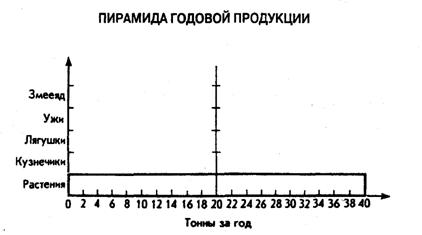 ПИРАМИДА ГОДОВОЙ ПРОДУКЦИИ
Змееяд
Ужи
Лягушки
Кузнечики
Растения
0 2 4 6 8 10 12 14 16 18 20 22 24 26 28 30 32 34 36 38 40
Тонны за год